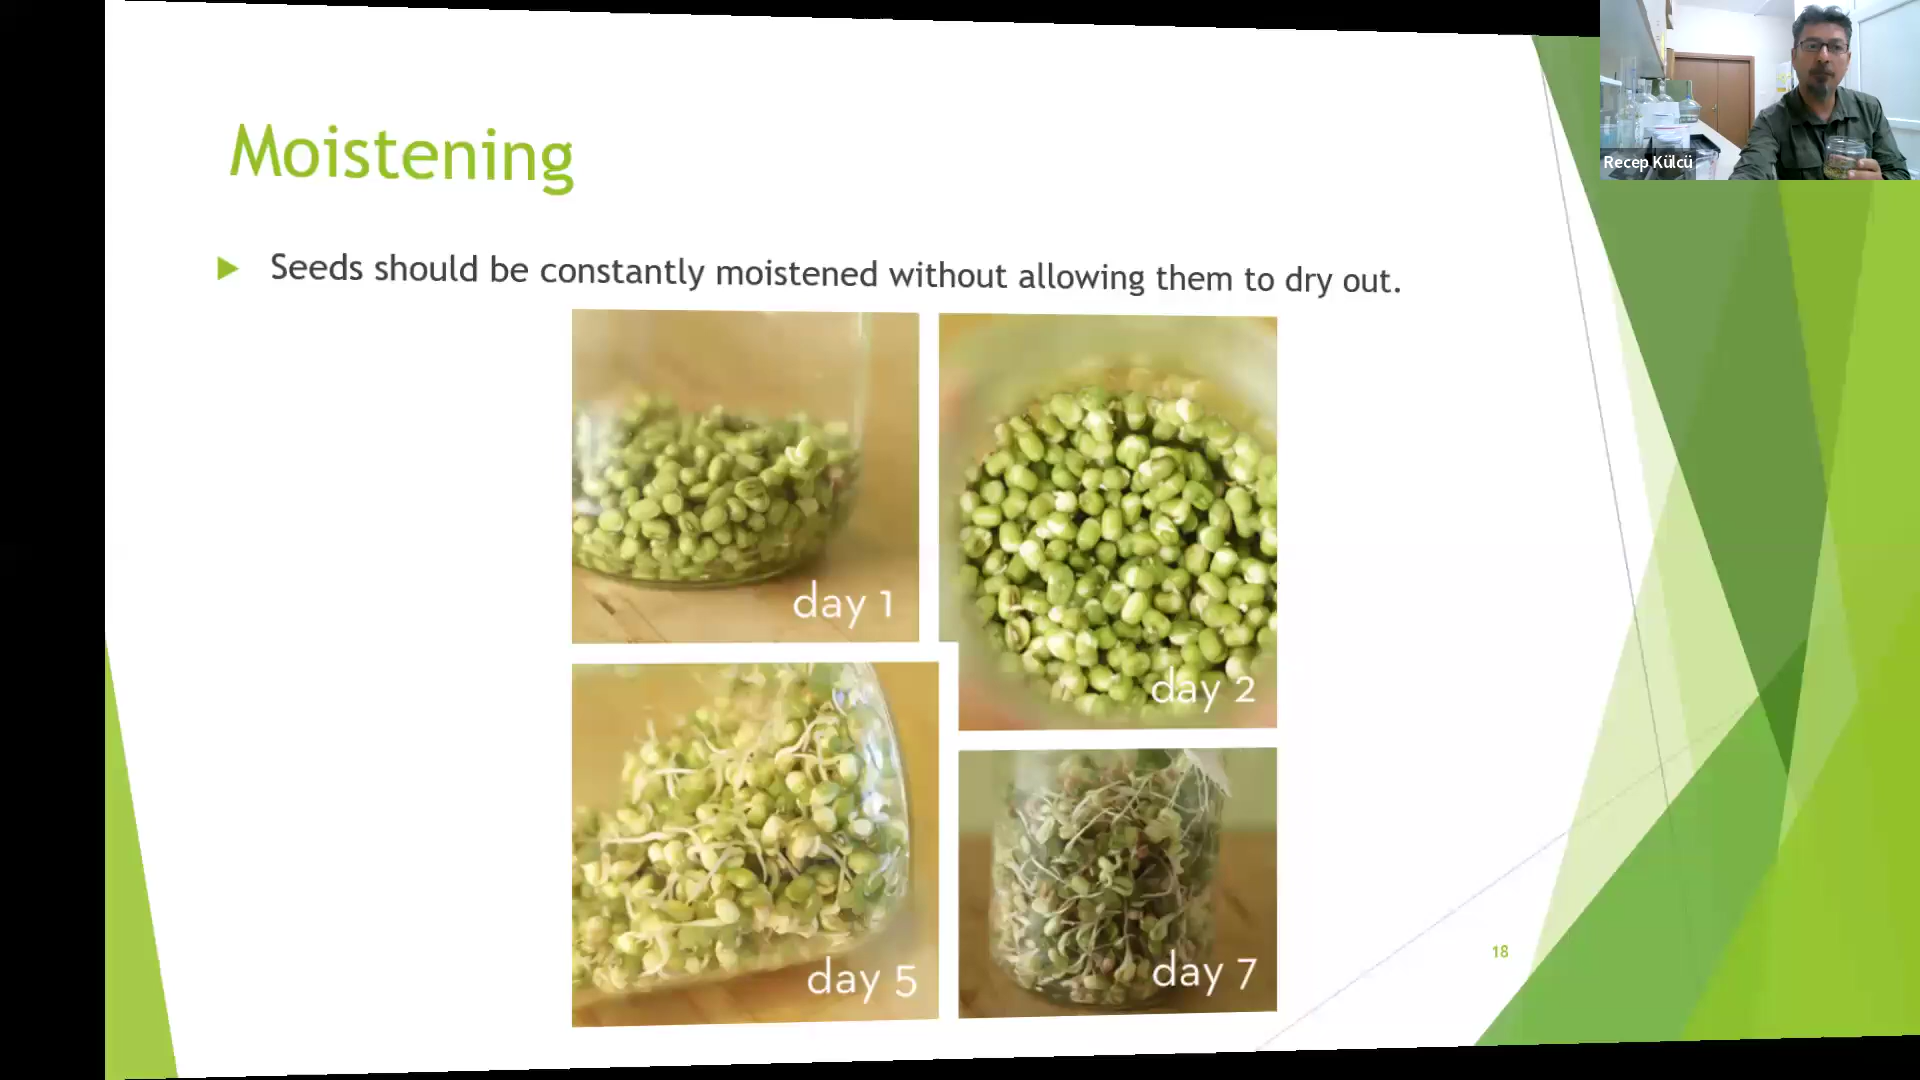 Moistening
Recep Külcü
Seeds should be constantly moistened without allowing them to dry out.
day 1
day 2
day 5
day 7
18